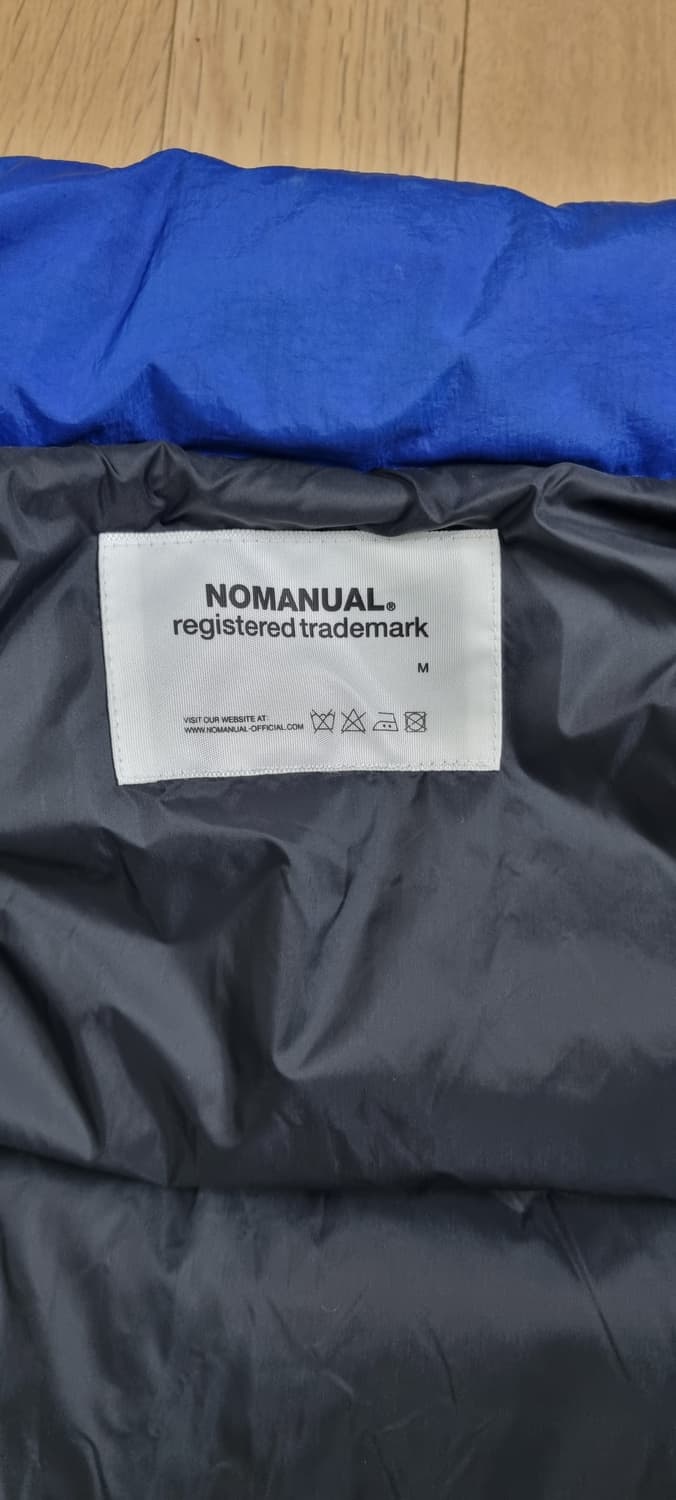 NOMANUAL®
registered trademark
M
VISIT OUR WEBSITE AT:
WWW.NOMANUAL-OFFICIAL.COM